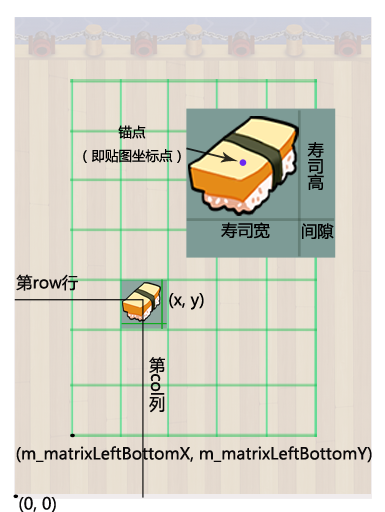 锚点
（即贴图坐标点）
寿司高
寿司宽
间隙
第row行
(x, y)
第col列
(m_matrixLeftBottomX, m_matrixLeftBottomY)
(0, 0)